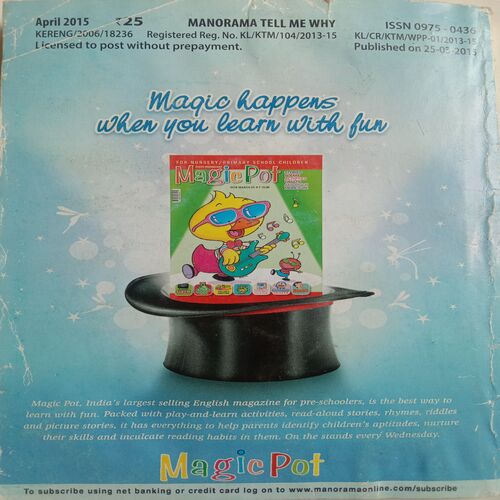 April 2015 ₹25 MANORAMA TELL ME WHY ISSN 0975 - 0436
KERENG/2006/18236 Registered Reg. No. KL/KTM/104/2013-15 KL/CR/KTM/WPP-01/2013-15
Licensed to post without prepayment. Published on 25-03-2015
Magic happens
when you learn with fun
FOR NURSERY/PRIMARY SCHOOL CHILDREN
MagicPot
Magic Pot, India's largest selling English magazine for pre-schoolers, is the best way to
learn with fun. Packed with play-and-learn activities, read-aloud stories, rhymes, riddles
and picture stories, it has everything to help parents identify children's aptitudes, nurture
their skills and inculcate reading habits in them. On the stands every Wednesday.
MagicPot
To subscribe using net banking or credit card log on to www.manoramaonline.com/subscribe